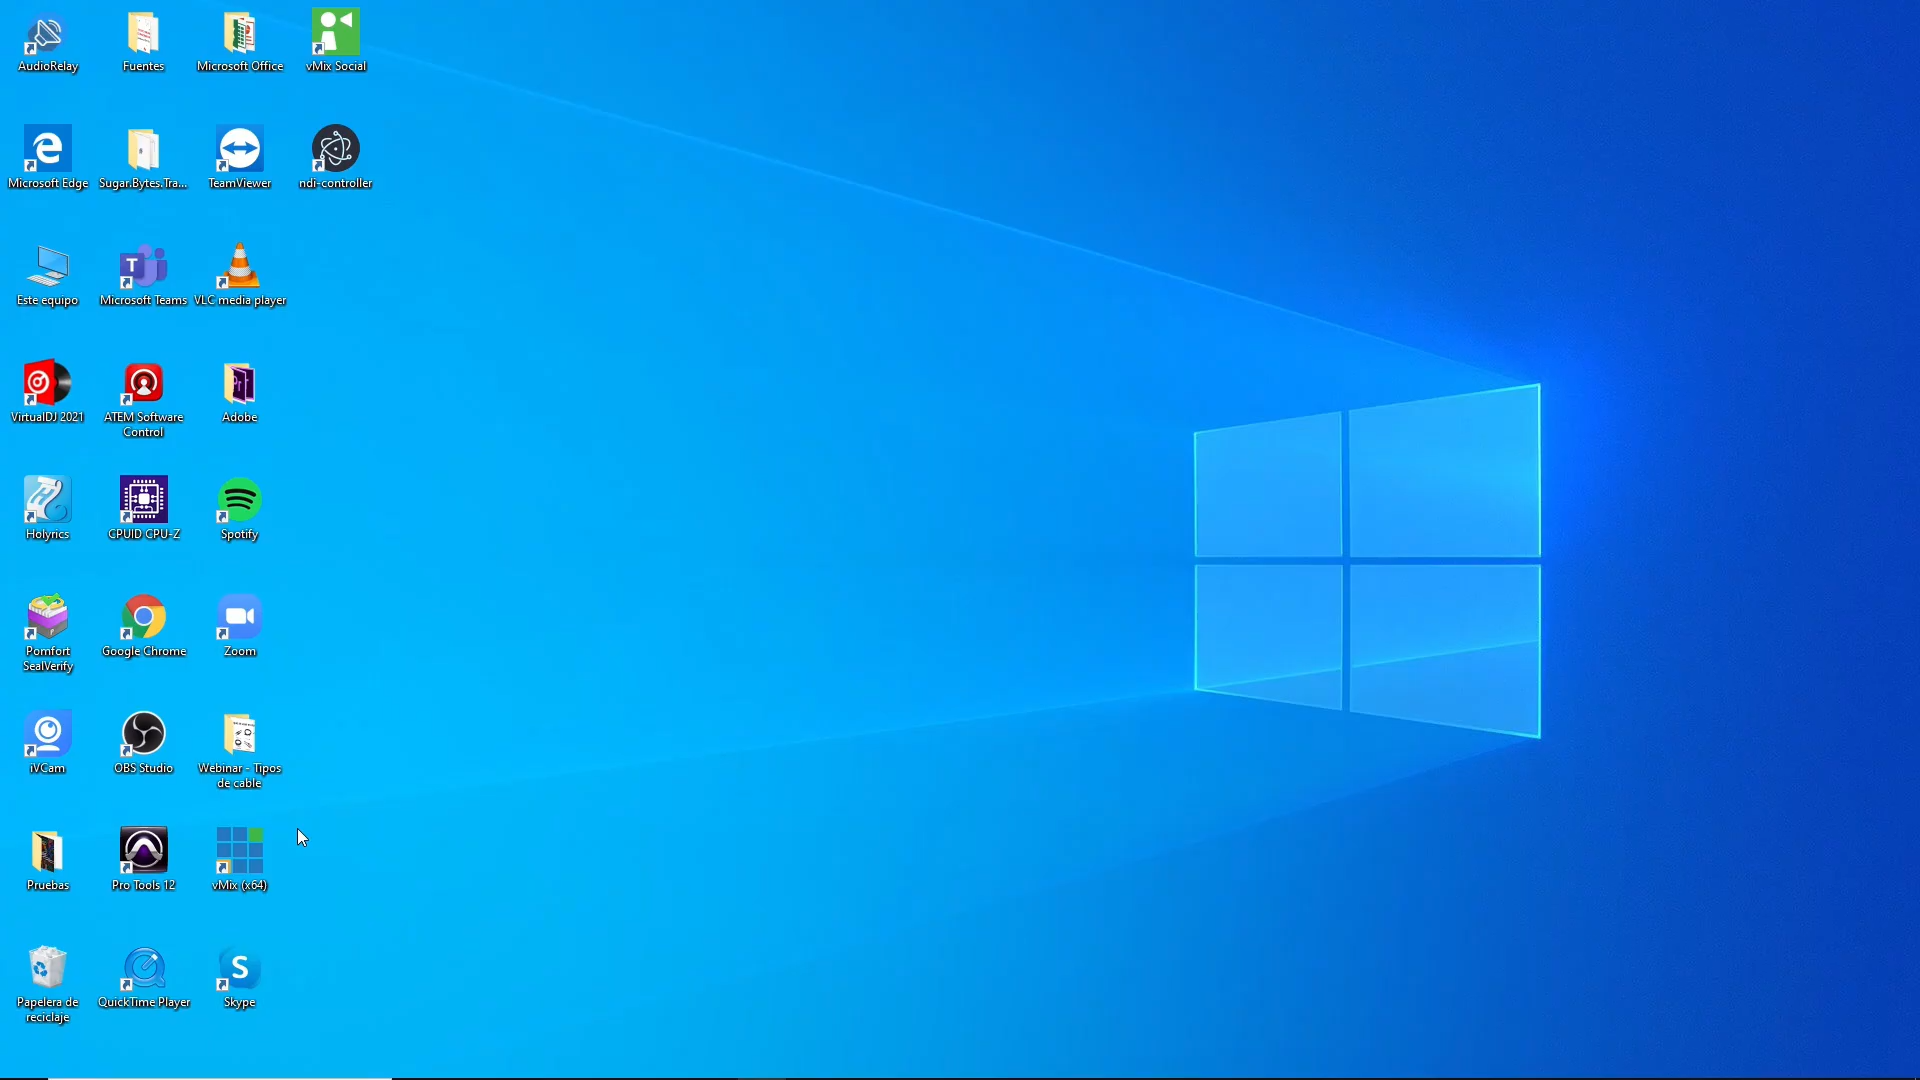 AudioRelay
Fuentes
Microsoft Office
vMix Social
Microsoft Edge
Sugar.Bytes.Tra...
TeamViewer
ndi-controller
Este equipo
Microsoft Teams
VLC media player
VirtualDJ 2021
ATEM Software
Control
Adobe
Holyrics
CPUID CPU-Z
Spotify
Pomfort
SealVerify
Google Chrome
Zoom
iVCam
OBS Studio
Webinar - Tipos
de cable
Pruebas
Pro Tools 12
vMix (x64)
Papelera de
reciclaje
QuickTime Player
Skype